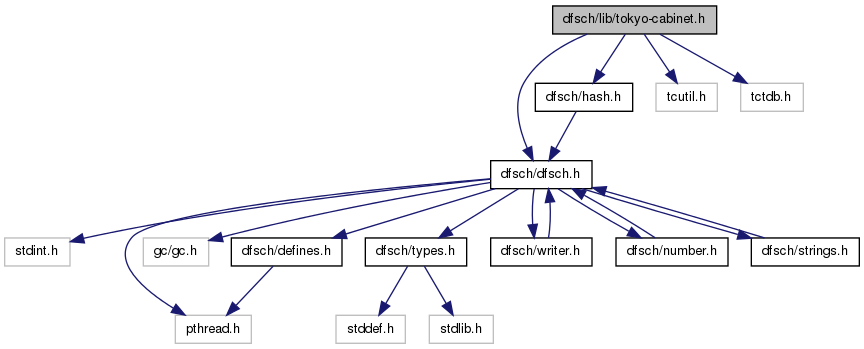 dfsch/lib/tokyo-cabinet.h
dfsch/hash.h
tcutil.h
tctdb.h
dfsch/dfsch.h
stdint.h
gc/gc.h
dfsch/defines.h
dfsch/types.h
dfsch/writer.h
dfsch/number.h
dfsch/strings.h
pthread.h
stddef.h
stdlib.h